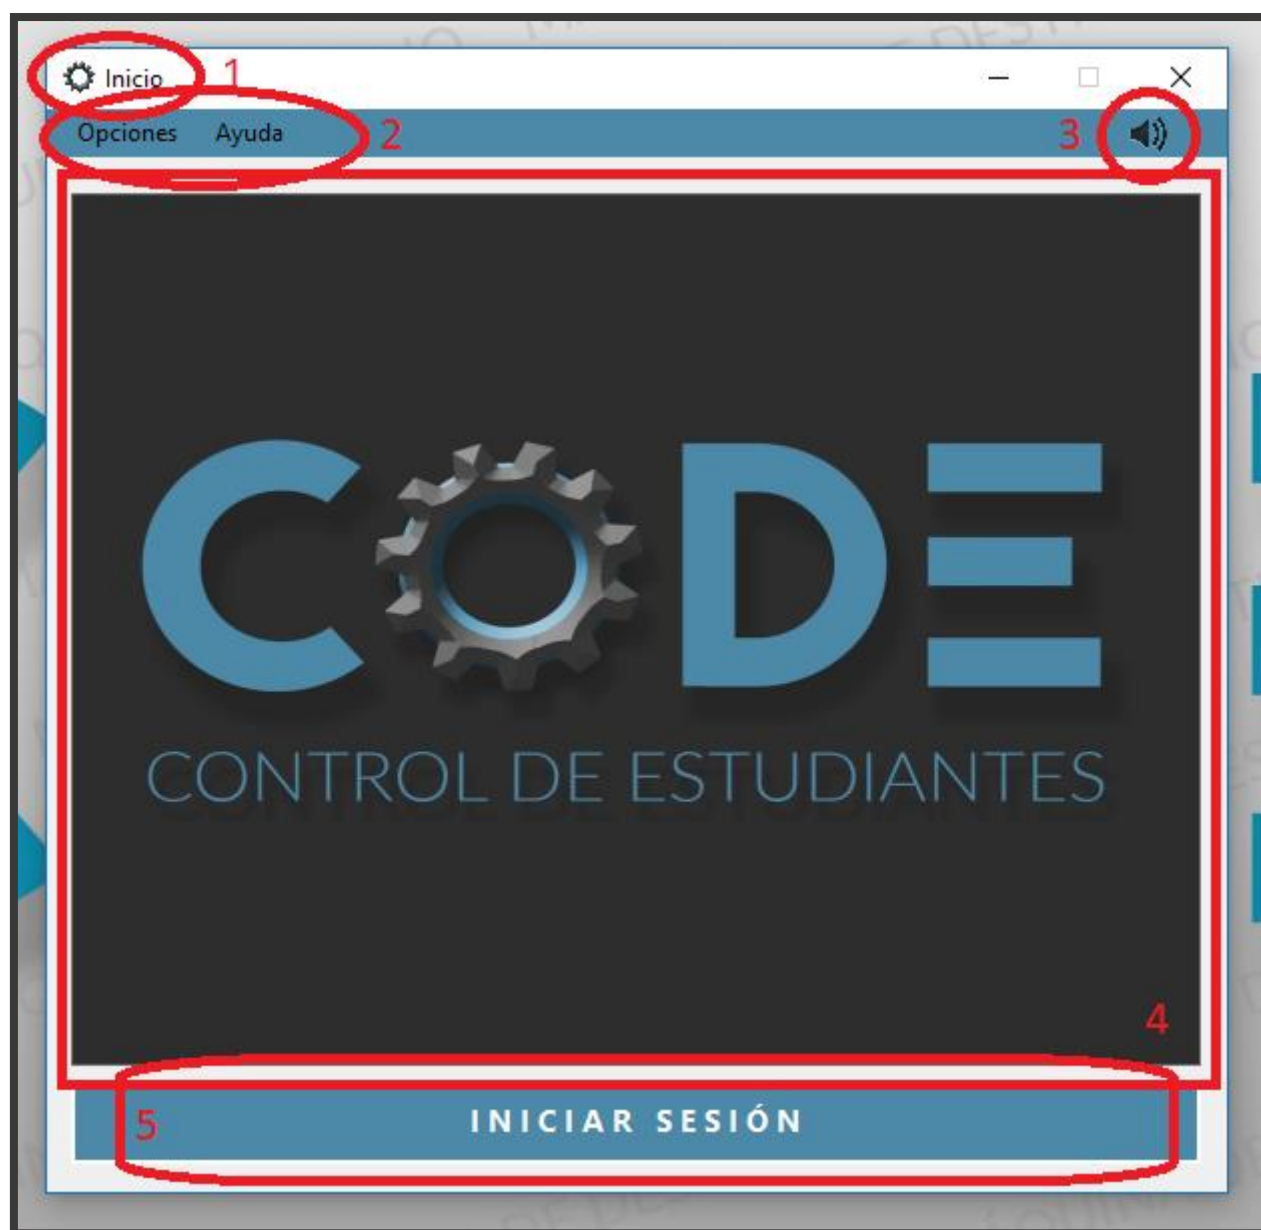 Inicio 1
Opciones Ayuda 2 3
CODE
CONTROL DE ESTUDIANTES
4
5 INICIAR SESIÓN